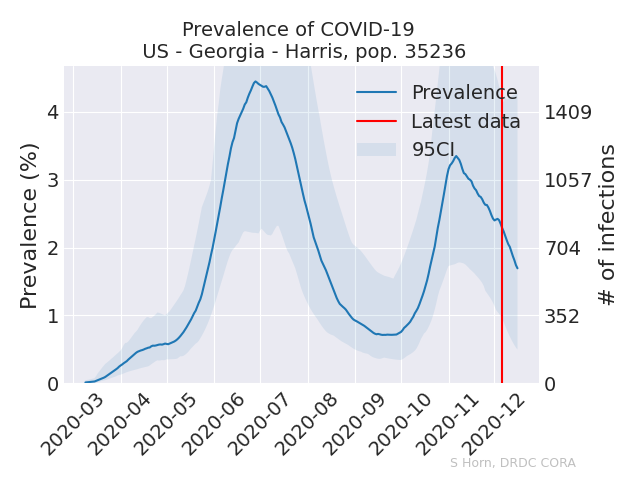 Prevalence of COVID-19
US - Georgia - Harris, pop. 35236
Prevalence
Latest data
95CI
Prevalence (%)
4
3
2
1
0
1409
1057
704
352
0
# of infections
2020-03
2020-04
2020-05
2020-06
2020-07
2020-08
2020-09
2020-10
2020-11
2020-12
S Horn, DRDC CORA